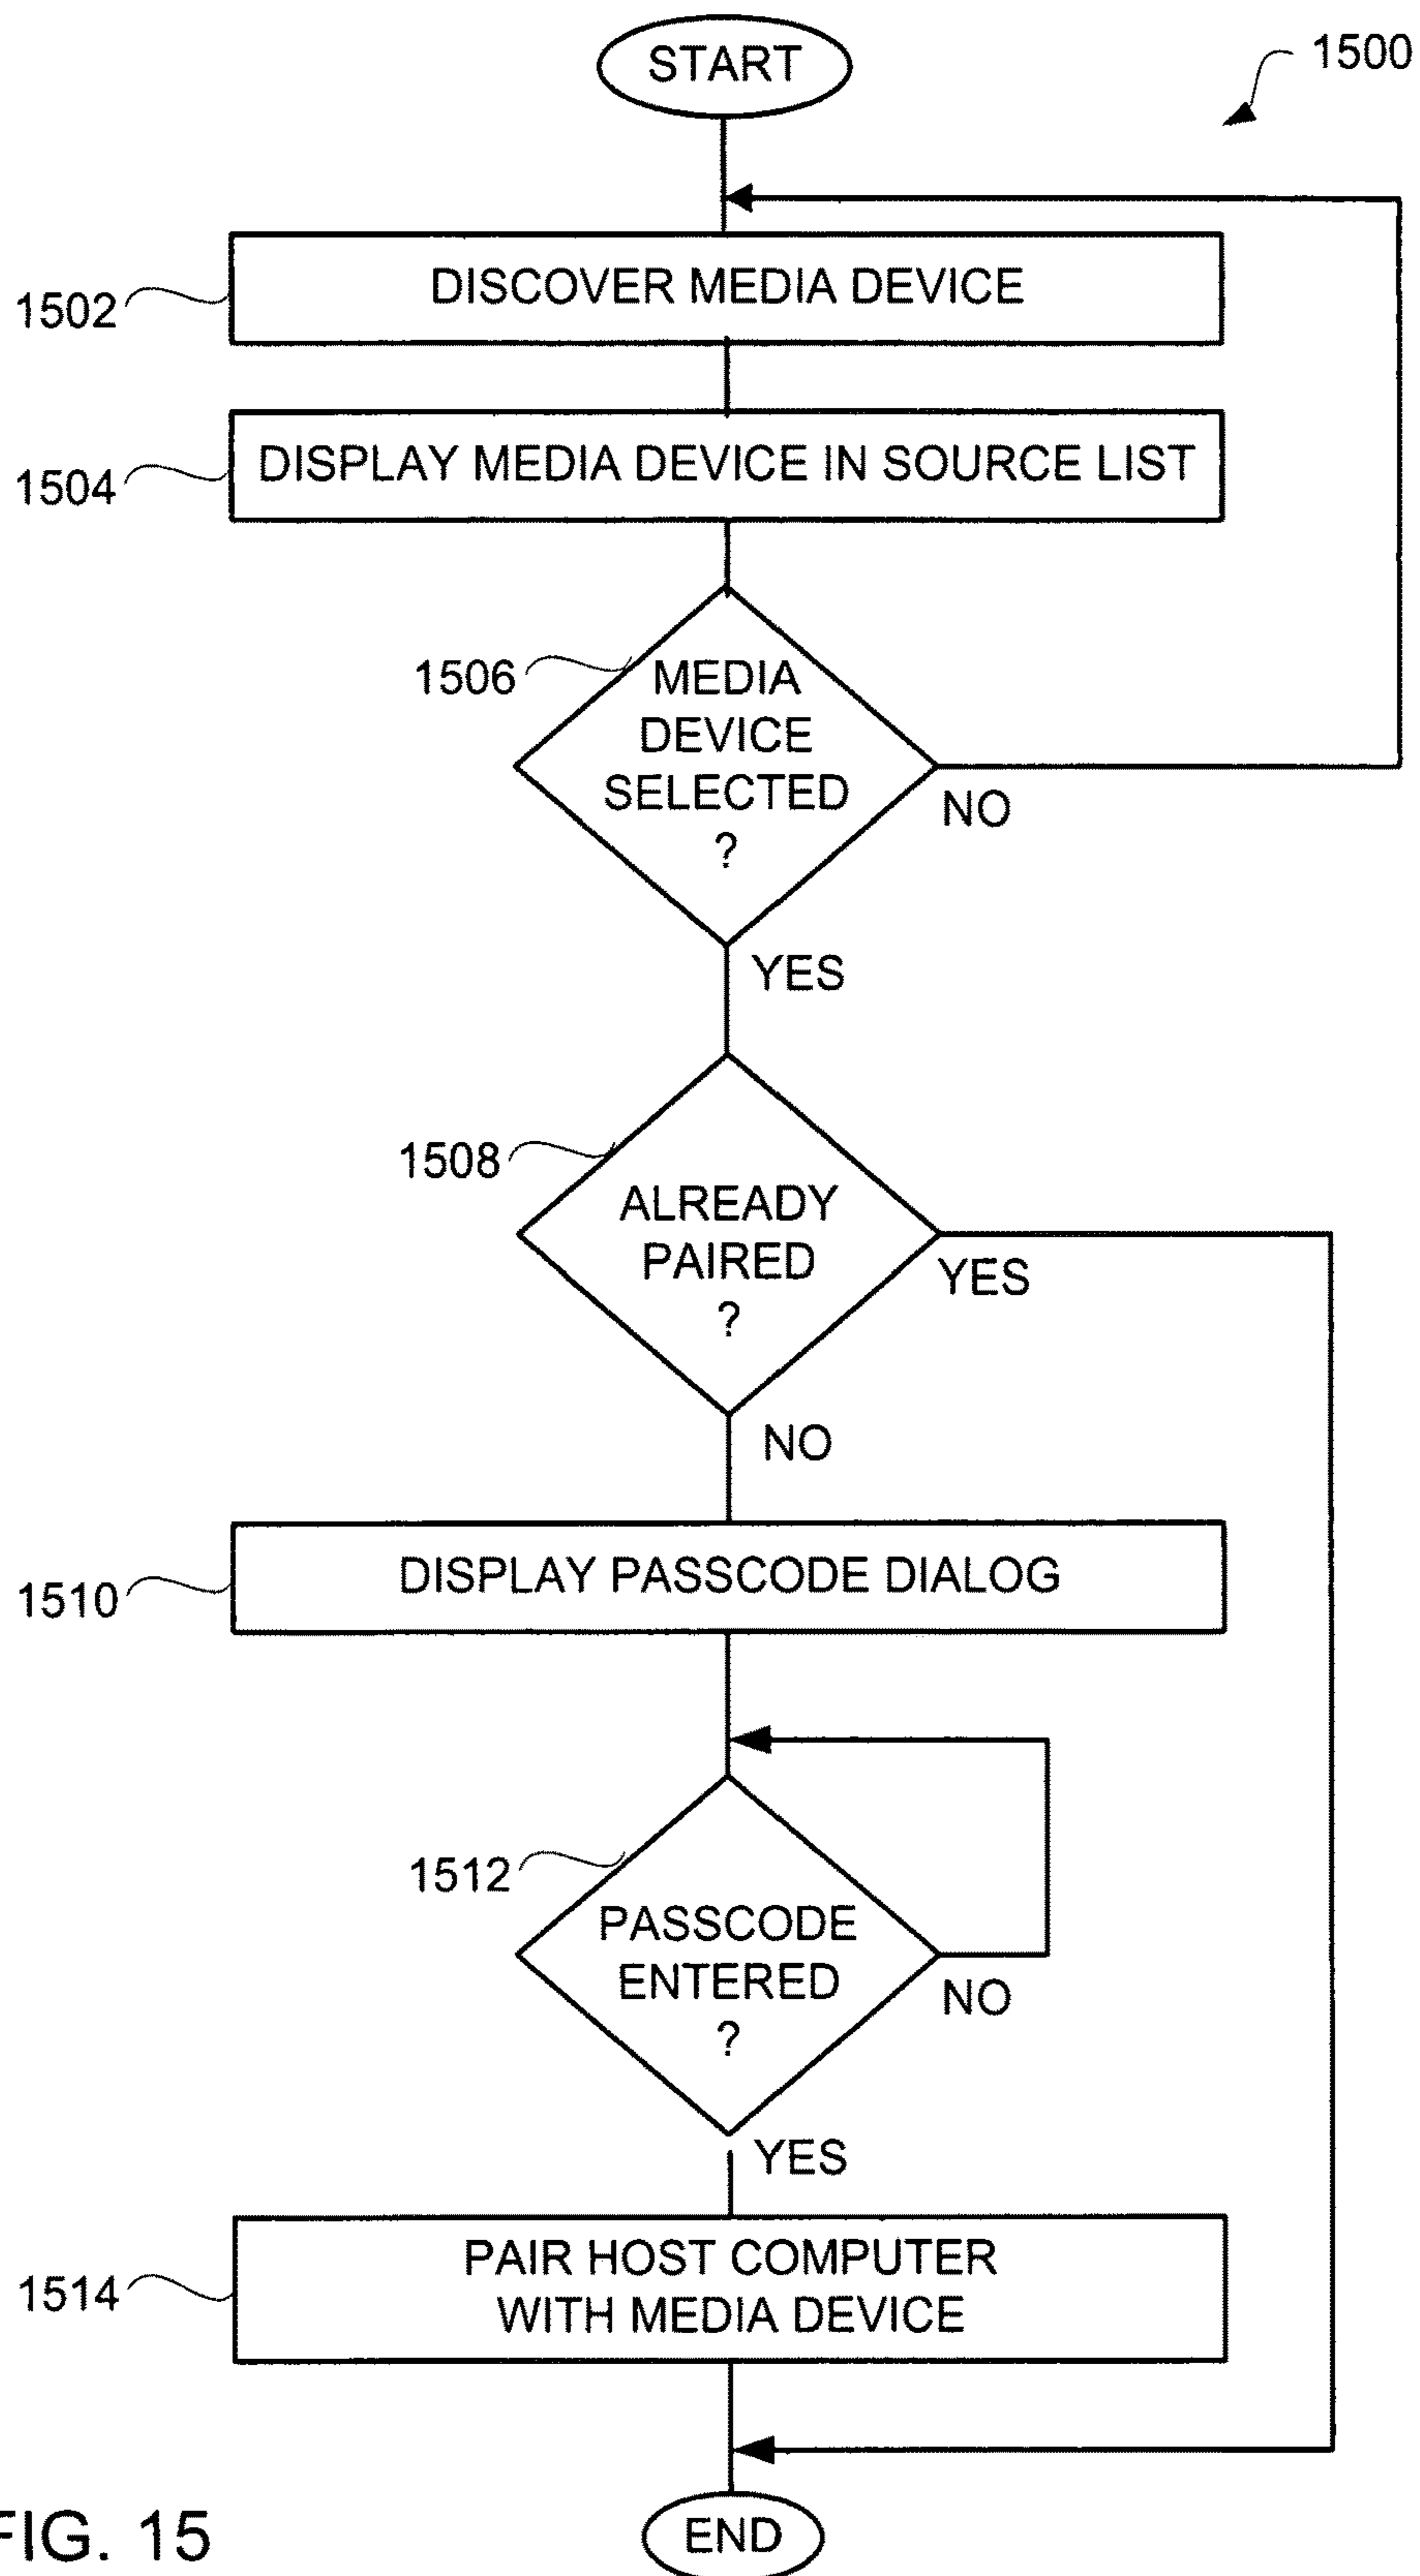 START
1500
DISCOVER MEDIA DEVICE
1502
DISPLAY MEDIA DEVICE IN SOURCE LIST
1504
1506
MEDIA
DEVICE
SELECTED
?
NO
YES
1508
ALREADY
PAIRED
?
YES
NO
DISPLAY PASSCODE DIALOG
1510
1512
PASSCODE
ENTERED
?
NO
YES
PAIR HOST COMPUTER
WITH MEDIA DEVICE
1514
END
FIG. 15